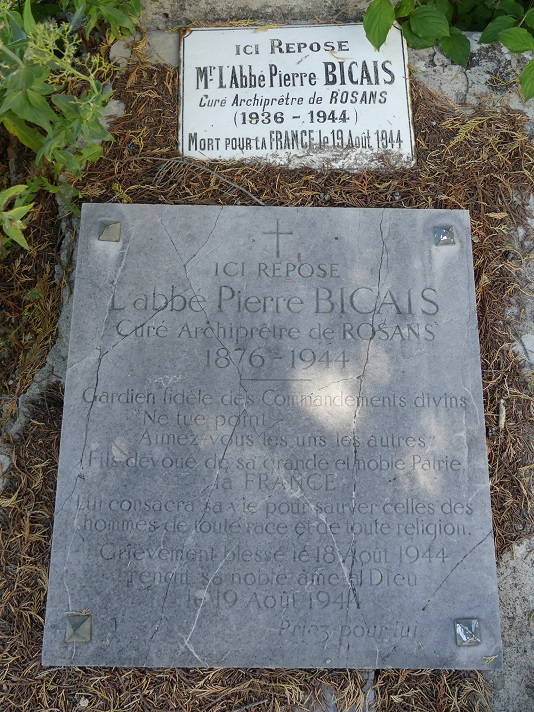 ICI REPOSE
Mr L'Abbé Pierre BICAIS
Curé Archiprêtre de ROSANS
(1936 - 1944)
MORT POUR LA FRANCE le 19 Août 1944
ICI REPOSE
L'abbé Pierre BICAIS
Curé Archiprêtre de ROSANS
1876-1944
Gardien fidèle des Commandements divins
"Ne tue point
Aimez-vous les uns les autres"
Fils dévoué de sa grande et noble Patrie
la FRANCE
Lui consacra sa vie pour sauver celles des
hommes de toute race et de toute religion.
Grièvement blessé le 18 Août 1944
rendit sa noble âme à Dieu
le 19 Août 1944
Priez pour lui